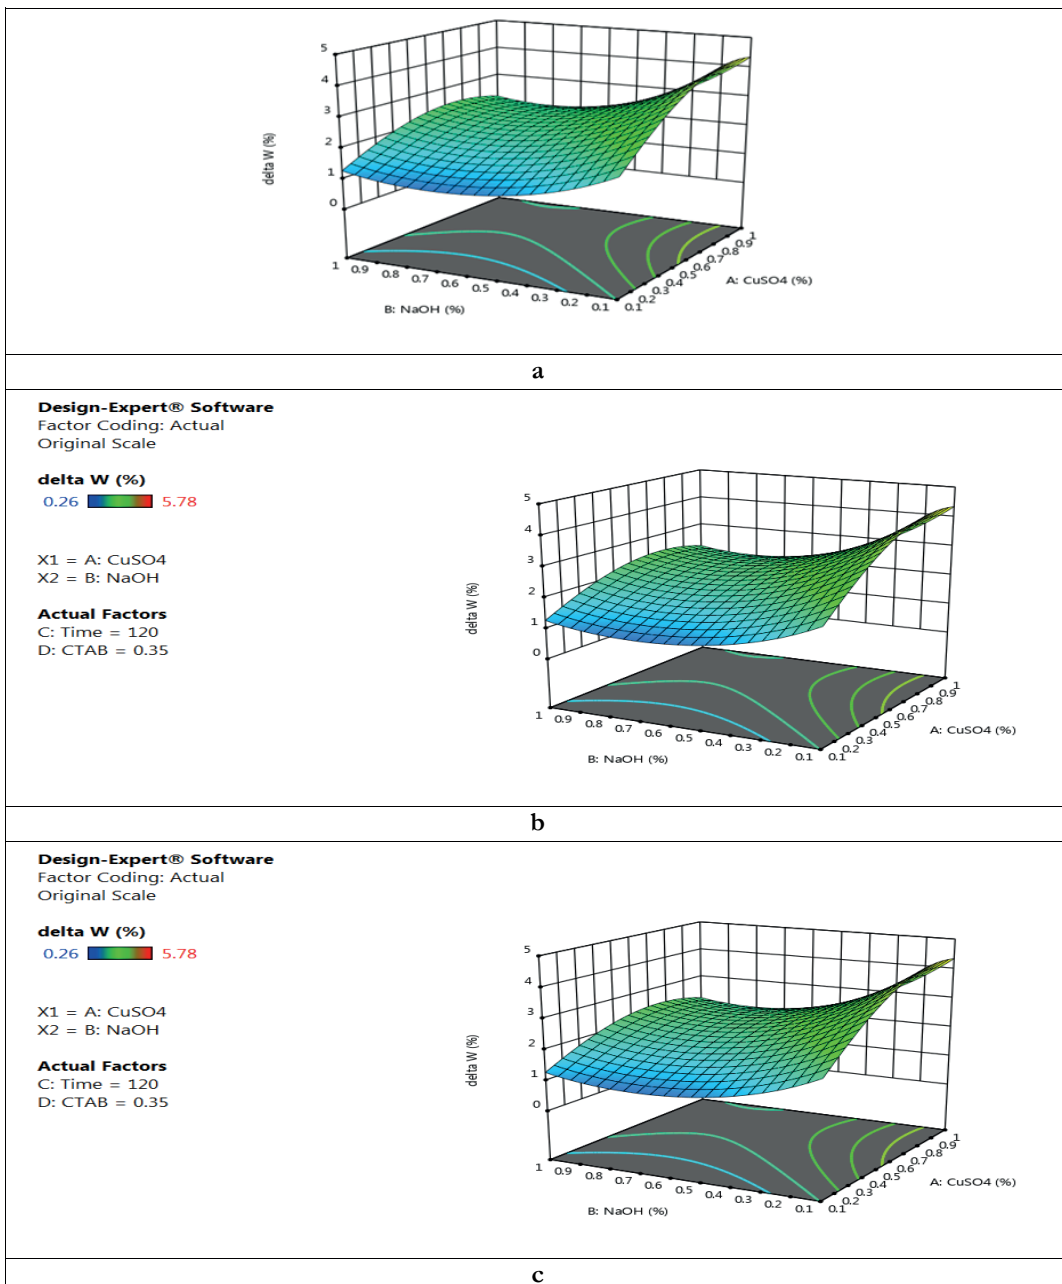 5
4
3
2
1
0
delta W (%)
1 0.9 0.8 0.7 0.6 0.5 0.4 0.3 0.2 0.1
B: NaOH (%)
0.1 0.2 0.3 0.4 0.5 0.6 0.7 0.8 0.9 1
A: CuSO4 (%)
a
Design-Expert® Software
Factor Coding: Actual
Original Scale
delta W (%)
0.26 5.78
X1 = A: CuSO4
X2 = B: NaOH
Actual Factors
C: Time = 120
D: CTAB = 0.35
5
4
3
2
1
0
delta W (%)
1 0.9 0.8 0.7 0.6 0.5 0.4 0.3 0.2 0.1
B: NaOH (%)
0.1 0.2 0.3 0.4 0.5 0.6 0.7 0.8 0.9 1
A: CuSO4 (%)
b
Design-Expert® Software
Factor Coding: Actual
Original Scale
delta W (%)
0.26 5.78
X1 = A: CuSO4
X2 = B: NaOH
Actual Factors
C: Time = 120
D: CTAB = 0.35
5
4
3
2
1
0
delta W (%)
1 0.9 0.8 0.7 0.6 0.5 0.4 0.3 0.2 0.1
B: NaOH (%)
0.1 0.2 0.3 0.4 0.5 0.6 0.7 0.8 0.9 1
A: CuSO4 (%)
c